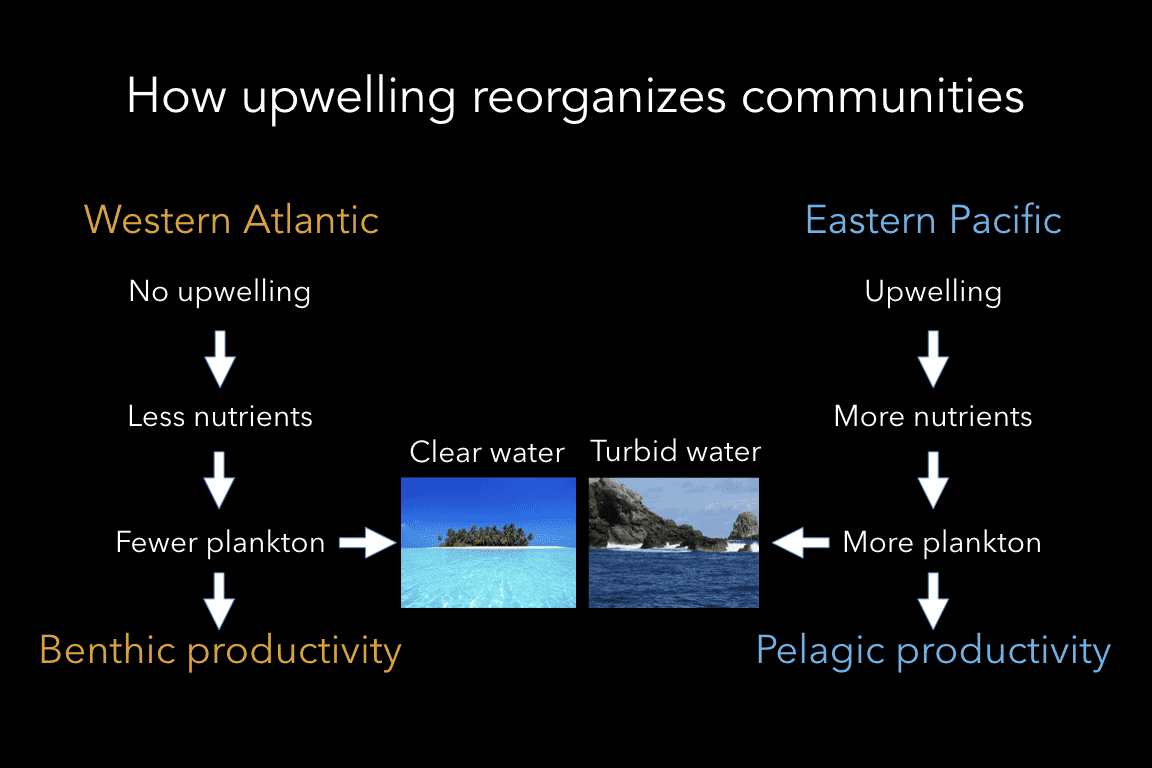 How upwelling reorganizes communities
Western Atlantic
Eastern Pacific
No upwelling
Upwelling
Less nutrients
More nutrients
Clear water
Turbid water
Fewer plankton
More plankton
Benthic productivity
Pelagic productivity